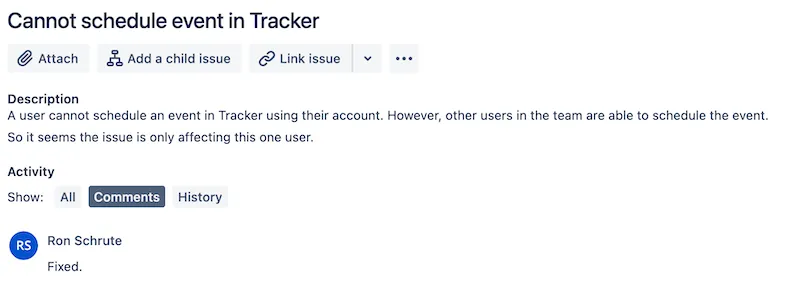 Cannot schedule event in Tracker
Attach Add a child issue Link issue
Description
A user cannot schedule an event in Tracker using their account. However, other users in the team are able to schedule the event.
So it seems the issue is only affecting this one user.
Activity
Show: All Comments History
RS Ron Schrute
Fixed.